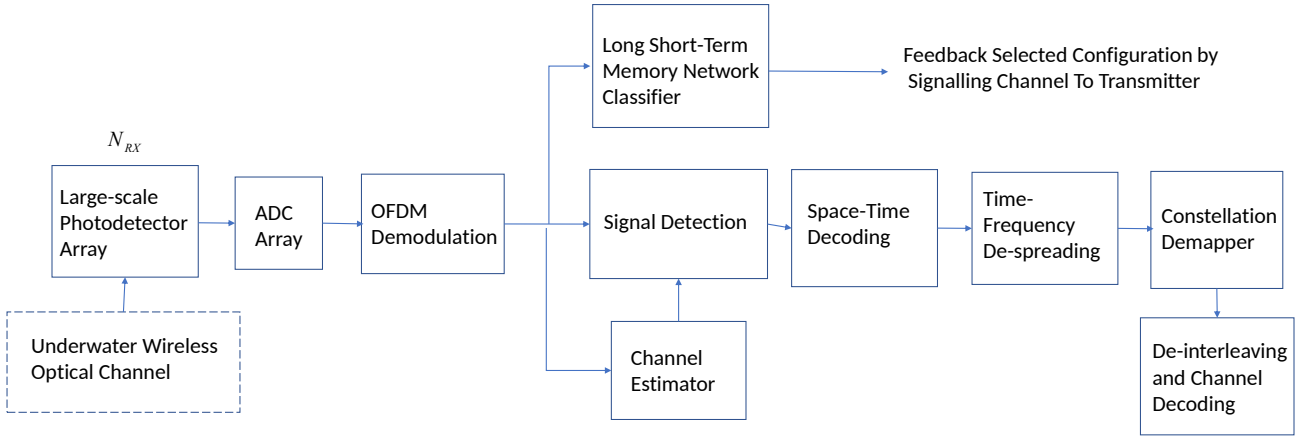 Long Short-Term
Memory Network
Classifier
Feedback Selected Configuration by
Signalling Channel To Transmitter
N_{RX}
Large-scale
Photodetector
Array
ADC
Array
OFDM
Demodulation
Signal Detection
Space-Time
Decoding
Time-
Frequency
De-spreading
Constellation
Demapper
Underwater Wireless
Optical Channel
Channel
Estimator
De-interleaving
and Channel
Decoding